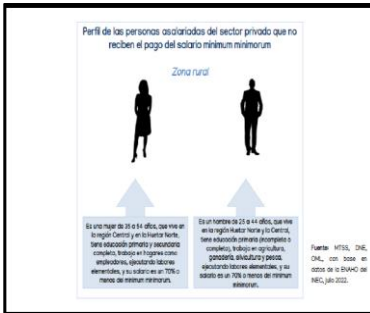 Perfil de las personas asalariadas del sector privado que no
reciben el pago del salario minimum minimorum
Zona rural
Es una mujer de 35 a 54 años, que vive en
la región Central y en la Huetar Norte,
tiene educación primaria y secundaria
completa, trabaja en hogares como
empleadores, ejecutando labores
elementales, y su salario es un 70% o
menos del minimum minimorum.
Es un hombre de 25 a 44 años, que vive
en la región Huetar Norte y la Central,
tiene educación primaria (incompleta o
completa), trabaja en agricultura,
ganadería, silvicultura y pesca,
ejecutando labores elementales, y su
salario es un 70% o menos del minimum
minimorum.
Fuente: MTSS, DNE,
OML, con base en
datos de la ENAHO del
INEC, julio 2022.